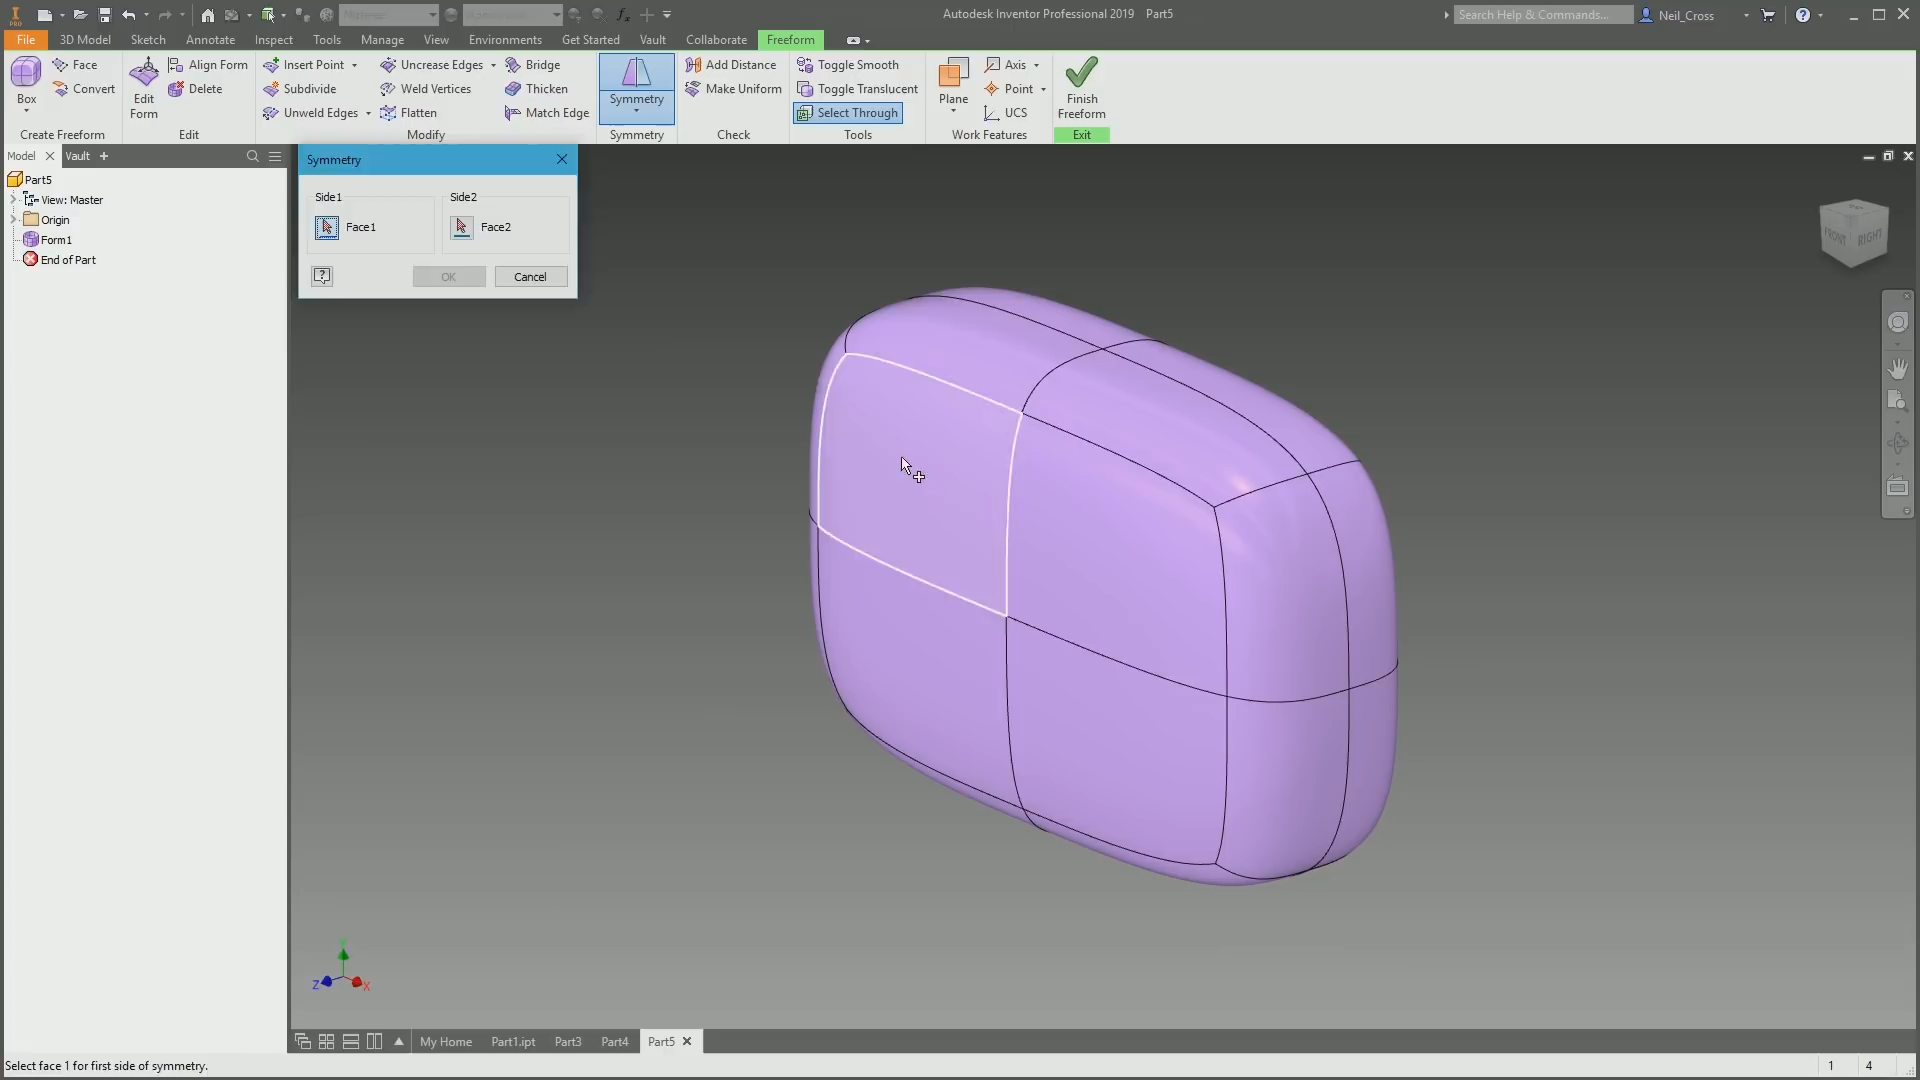 Autodesk Inventor Professional 2019 Part5
Search Help & Commands...
Neil_Cross
PRO
File 3D Model Sketch Annotate Inspect Tools Manage View Environments Get Started Vault Collaborate Freeform
Box
Face
Convert
Create Freeform
Edit Form
Align Form
Delete
Edit
Insert Point
Subdivide
Unweld Edges
Uncrease Edges
Weld Vertices
Flatten
Bridge
Thicken
Match Edge
Modify
Symmetry
Symmetry
Add Distance
Make Uniform
Check
Toggle Smooth
Toggle Translucent
Select Through
Tools
Plane
Axis
Point
UCS
Work Features
Finish
Freeform
Exit
Model
Vault +
Part5
View: Master
Origin
Form1
End of Part
Symmetry
Side1
Face1
Side2
Face2
OK
Cancel
FRONT
RIGHT
Y
Z
X
My Home Part1.ipt Part3 Part4 Part5
Select face 1 for first side of symmetry.
1 4